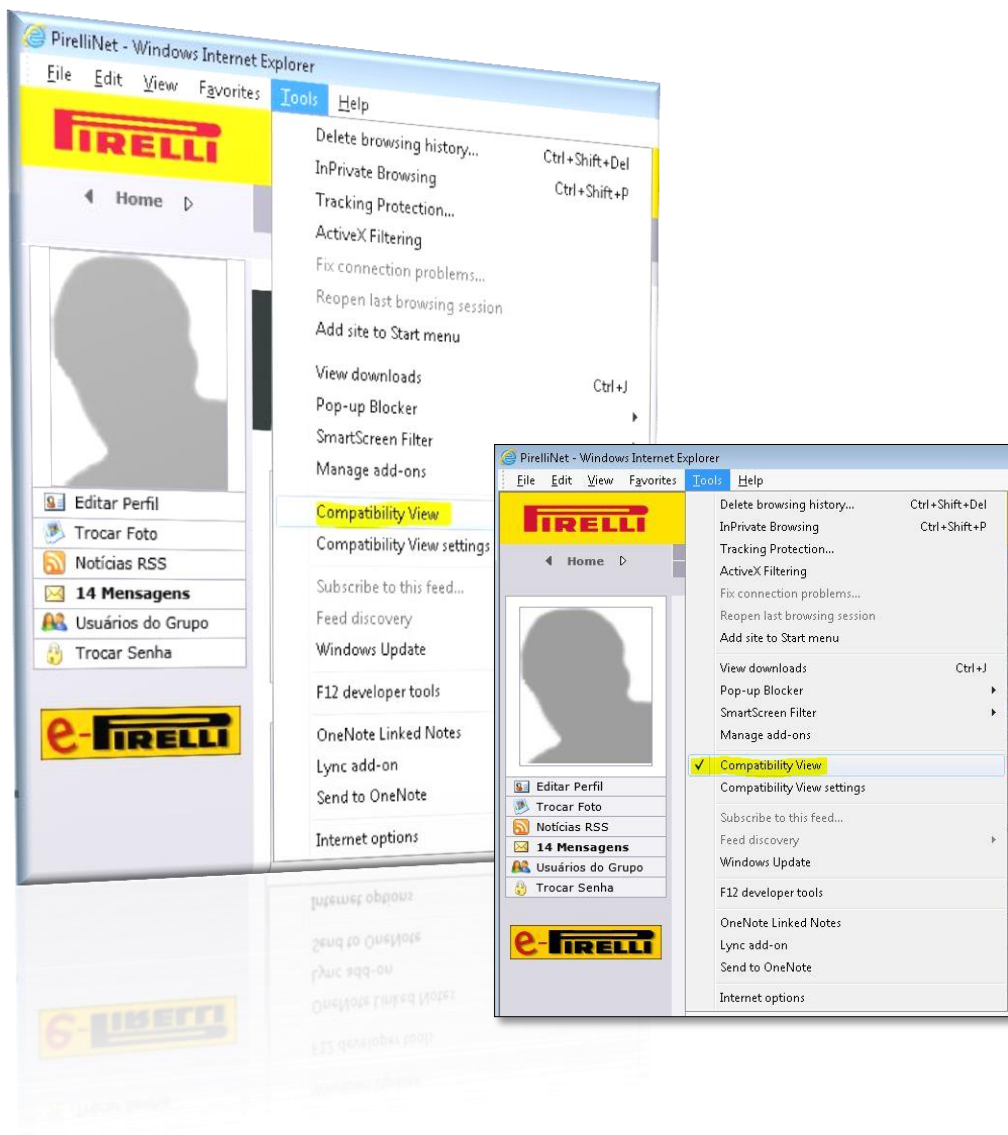 PirelliNet - Windows Internet Explorer
File Edit View Favorites Tools Help
PIRELLI
Home
Delete browsing history... Ctrl+Shift+Del
InPrivate Browsing Ctrl+Shift+P
Tracking Protection...
ActiveX Filtering
Fix connection problems...
Reopen last browsing session
Add site to Start menu
View downloads Ctrl+J
Pop-up Blocker
SmartScreen Filter
Manage add-ons
Compatibility View
Compatibility View settings
Subscribe to this feed...
Feed discovery
Windows Update
F12 developer tools
OneNote Linked Notes
Lync add-on
Send to OneNote
Internet options
Editar Perfil
Trocar Foto
Notícias RSS
14 Mensagens
Usuários do Grupo
Trocar Senha
e-PIRELLI
PirelliNet - Windows Internet Explorer
File Edit View Favorites Tools Help
PIRELLI
Home
Delete browsing history... Ctrl+Shift+Del
InPrivate Browsing Ctrl+Shift+P
Tracking Protection...
ActiveX Filtering
Fix connection problems...
Reopen last browsing session
Add site to Start menu
View downloads Ctrl+J
Pop-up Blocker
SmartScreen Filter
Manage add-ons
✓ Compatibility View
Compatibility View settings
Subscribe to this feed...
Feed discovery
Windows Update
F12 developer tools
OneNote Linked Notes
Lync add-on
Send to OneNote
Internet options
Editar Perfil
Trocar Foto
Notícias RSS
14 Mensagens
Usuários do Grupo
Trocar Senha
e-PIRELLI